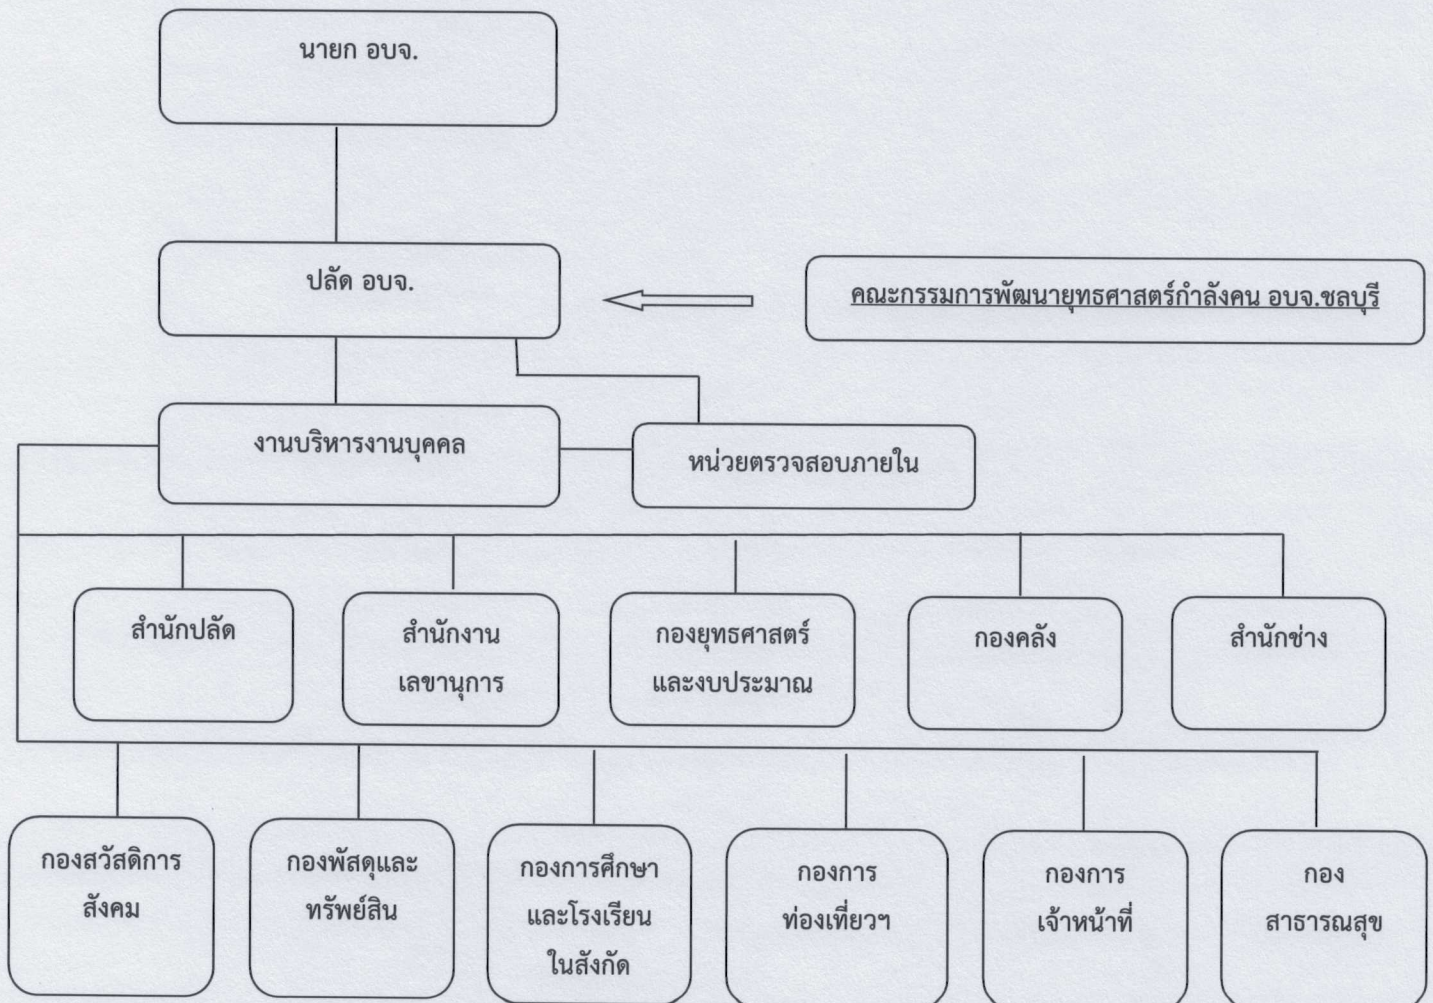 นายก อบจ.
ปลัด อบจ.
คณะกรรมการพัฒนายุทธศาสตร์กำลังคน อบจ.ชลบุรี
งานบริหารงานบุคคล
หน่วยตรวจสอบภายใน
สำนักปลัด
สำนักงาน
เลขานุการ
กองยุทธศาสตร์
และงบประมาณ
กองคลัง
สำนักช่าง
กองสวัสดิการ
สังคม
กองพัสดุและ
ทรัพย์สิน
กองการศึกษา
และโรงเรียน
ในสังกัด
กองการ
ท่องเที่ยวฯ
กองการ
เจ้าหน้าที่
กอง
สาธารณสุข